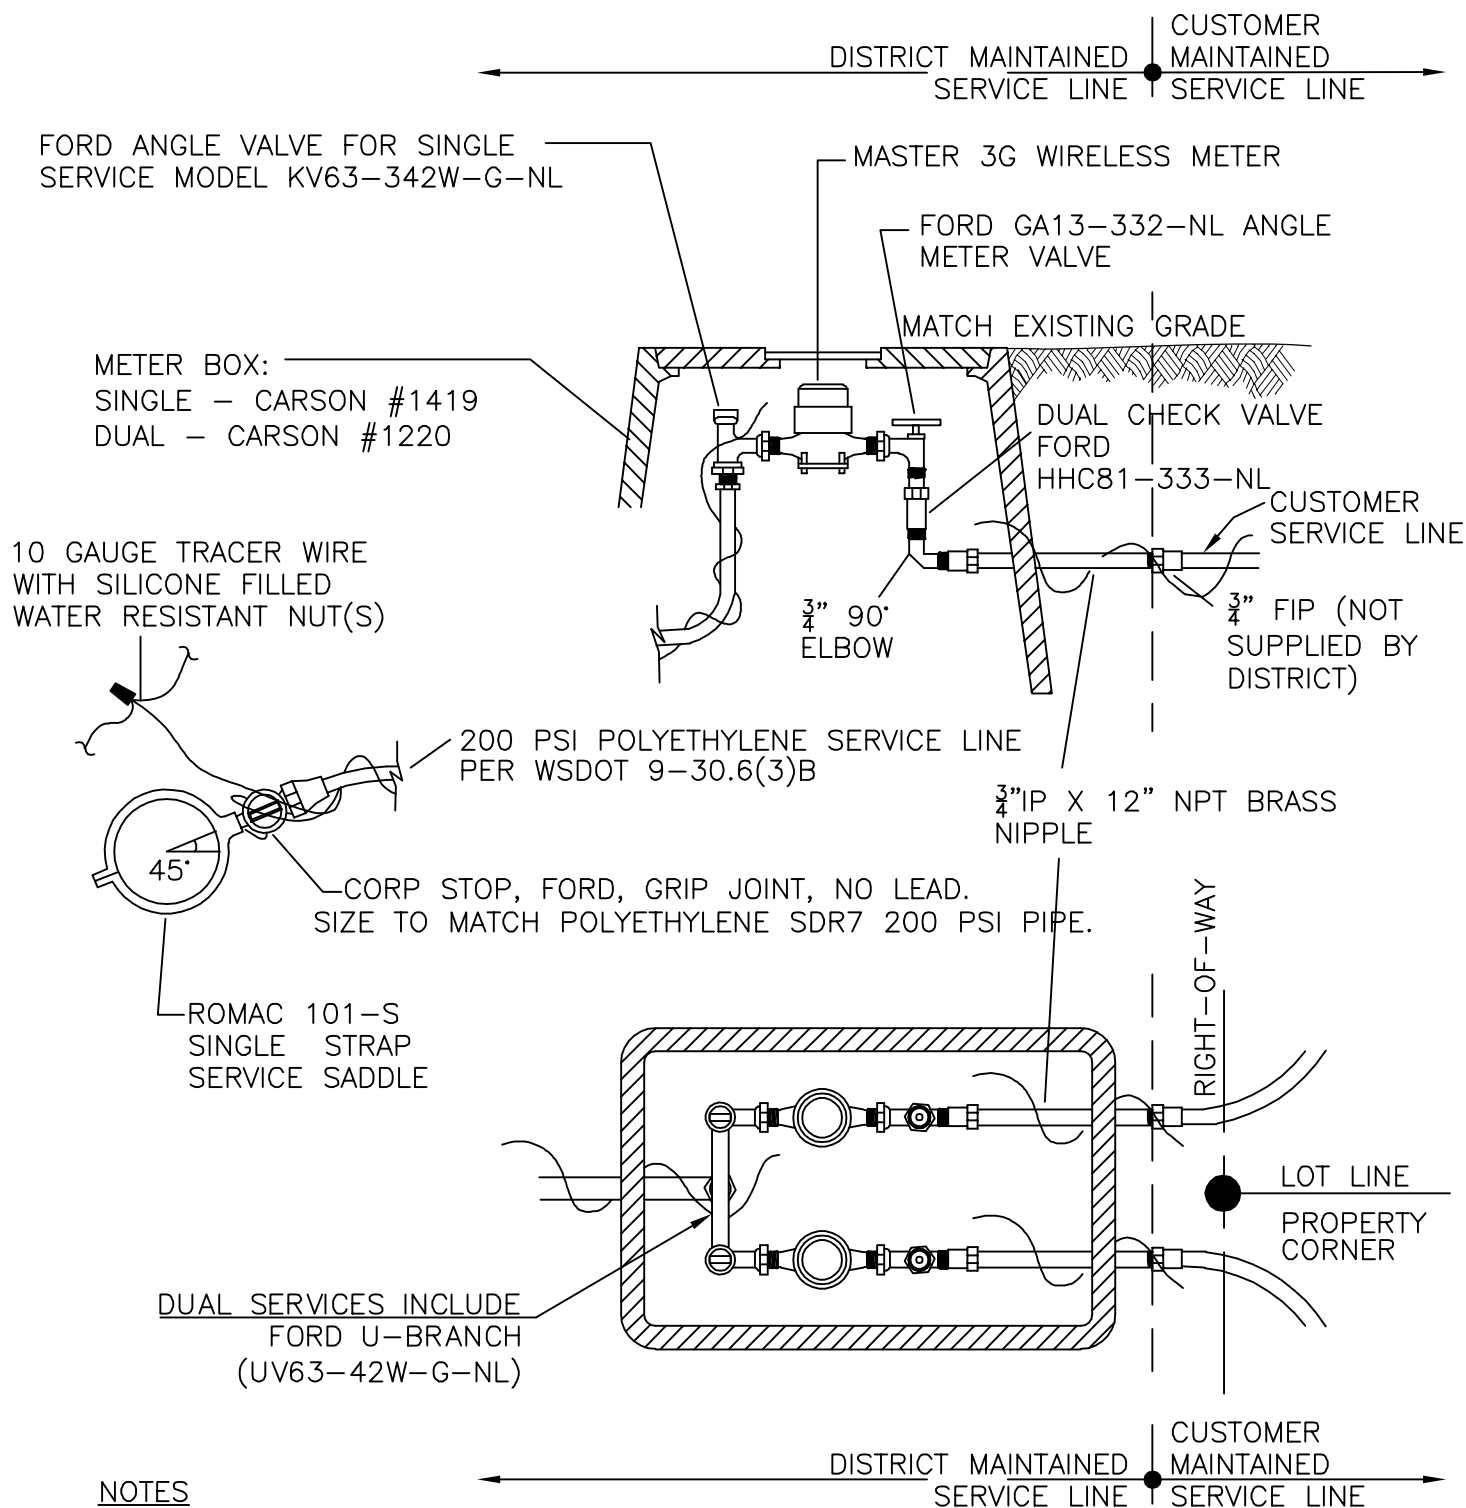 CUSTOMER
DISTRICT MAINTAINED
MAINTAINED
SERVICE LINE
SERVICE LINE
FORD ANGLE VALVE FOR SINGLE
SERVICE MODEL KV63-342W-G-NL
MASTER 3G WIRELESS METER
FORD GA13-332-NL ANGLE
METER VALVE
MATCH EXISTING GRADE
METER BOX:
SINGLE - CARSON #1419
DUAL - CARSON #1220
DUAL CHECK VALVE
FORD
HHC81-333-NL
CUSTOMER
SERVICE LINE
10 GAUGE TRACER WIRE
WITH SILICONE FILLED
WATER RESISTANT NUT(S)
3/4" 90°
ELBOW
3/4" FIP (NOT
SUPPLIED BY
DISTRICT)
200 PSI POLYETHYLENE SERVICE LINE
PER WSDOT 9-30.6(3)B
3/4"IP X 12" NPT BRASS
NIPPLE
45°
CORP STOP, FORD, GRIP JOINT, NO LEAD.
SIZE TO MATCH POLYETHYLENE SDR7 200 PSI PIPE.
RIGHT-OF-WAY
ROMAC 101-S
SINGLE STRAP
SERVICE SADDLE
LOT LINE
PROPERTY
CORNER
DUAL SERVICES INCLUDE
FORD U-BRANCH
(UV63-42W-G-NL)
CUSTOMER
DISTRICT MAINTAINED
MAINTAINED
SERVICE LINE
SERVICE LINE
NOTES